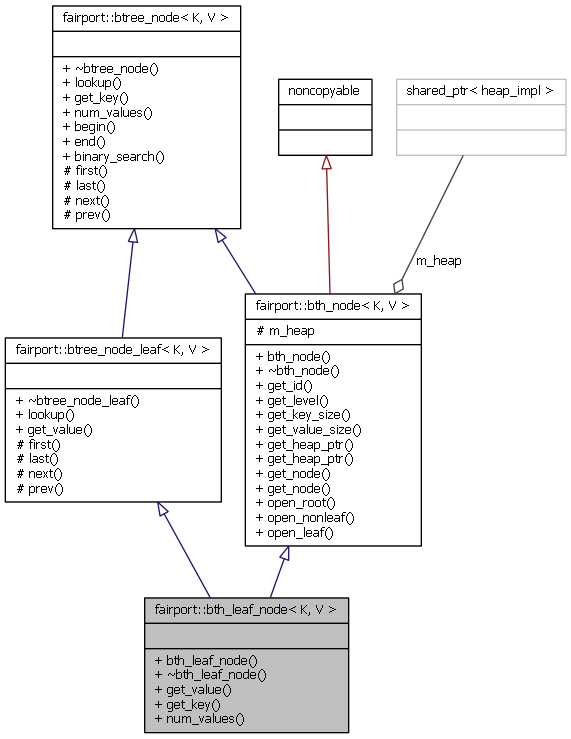 fairport::btree_node< K, V >
+ ~btree_node()
+ lookup()
+ get_key()
+ num_values()
+ begin()
+ end()
+ binary_search()
# first()
# last()
# next()
# prev()
noncopyable
shared_ptr< heap_impl >
m_heap
fairport::btree_node_leaf< K, V >
+ ~btree_node_leaf()
+ lookup()
+ get_value()
# first()
# last()
# next()
# prev()
fairport::bth_node< K, V >
# m_heap
+ bth_node()
+ ~bth_node()
+ get_id()
+ get_level()
+ get_key_size()
+ get_value_size()
+ get_heap_ptr()
+ get_heap_ptr()
+ get_node()
+ get_node()
+ open_root()
+ open_nonleaf()
+ open_leaf()
fairport::bth_leaf_node< K, V >
+ bth_leaf_node()
+ ~bth_leaf_node()
+ get_value()
+ get_key()
+ num_values()